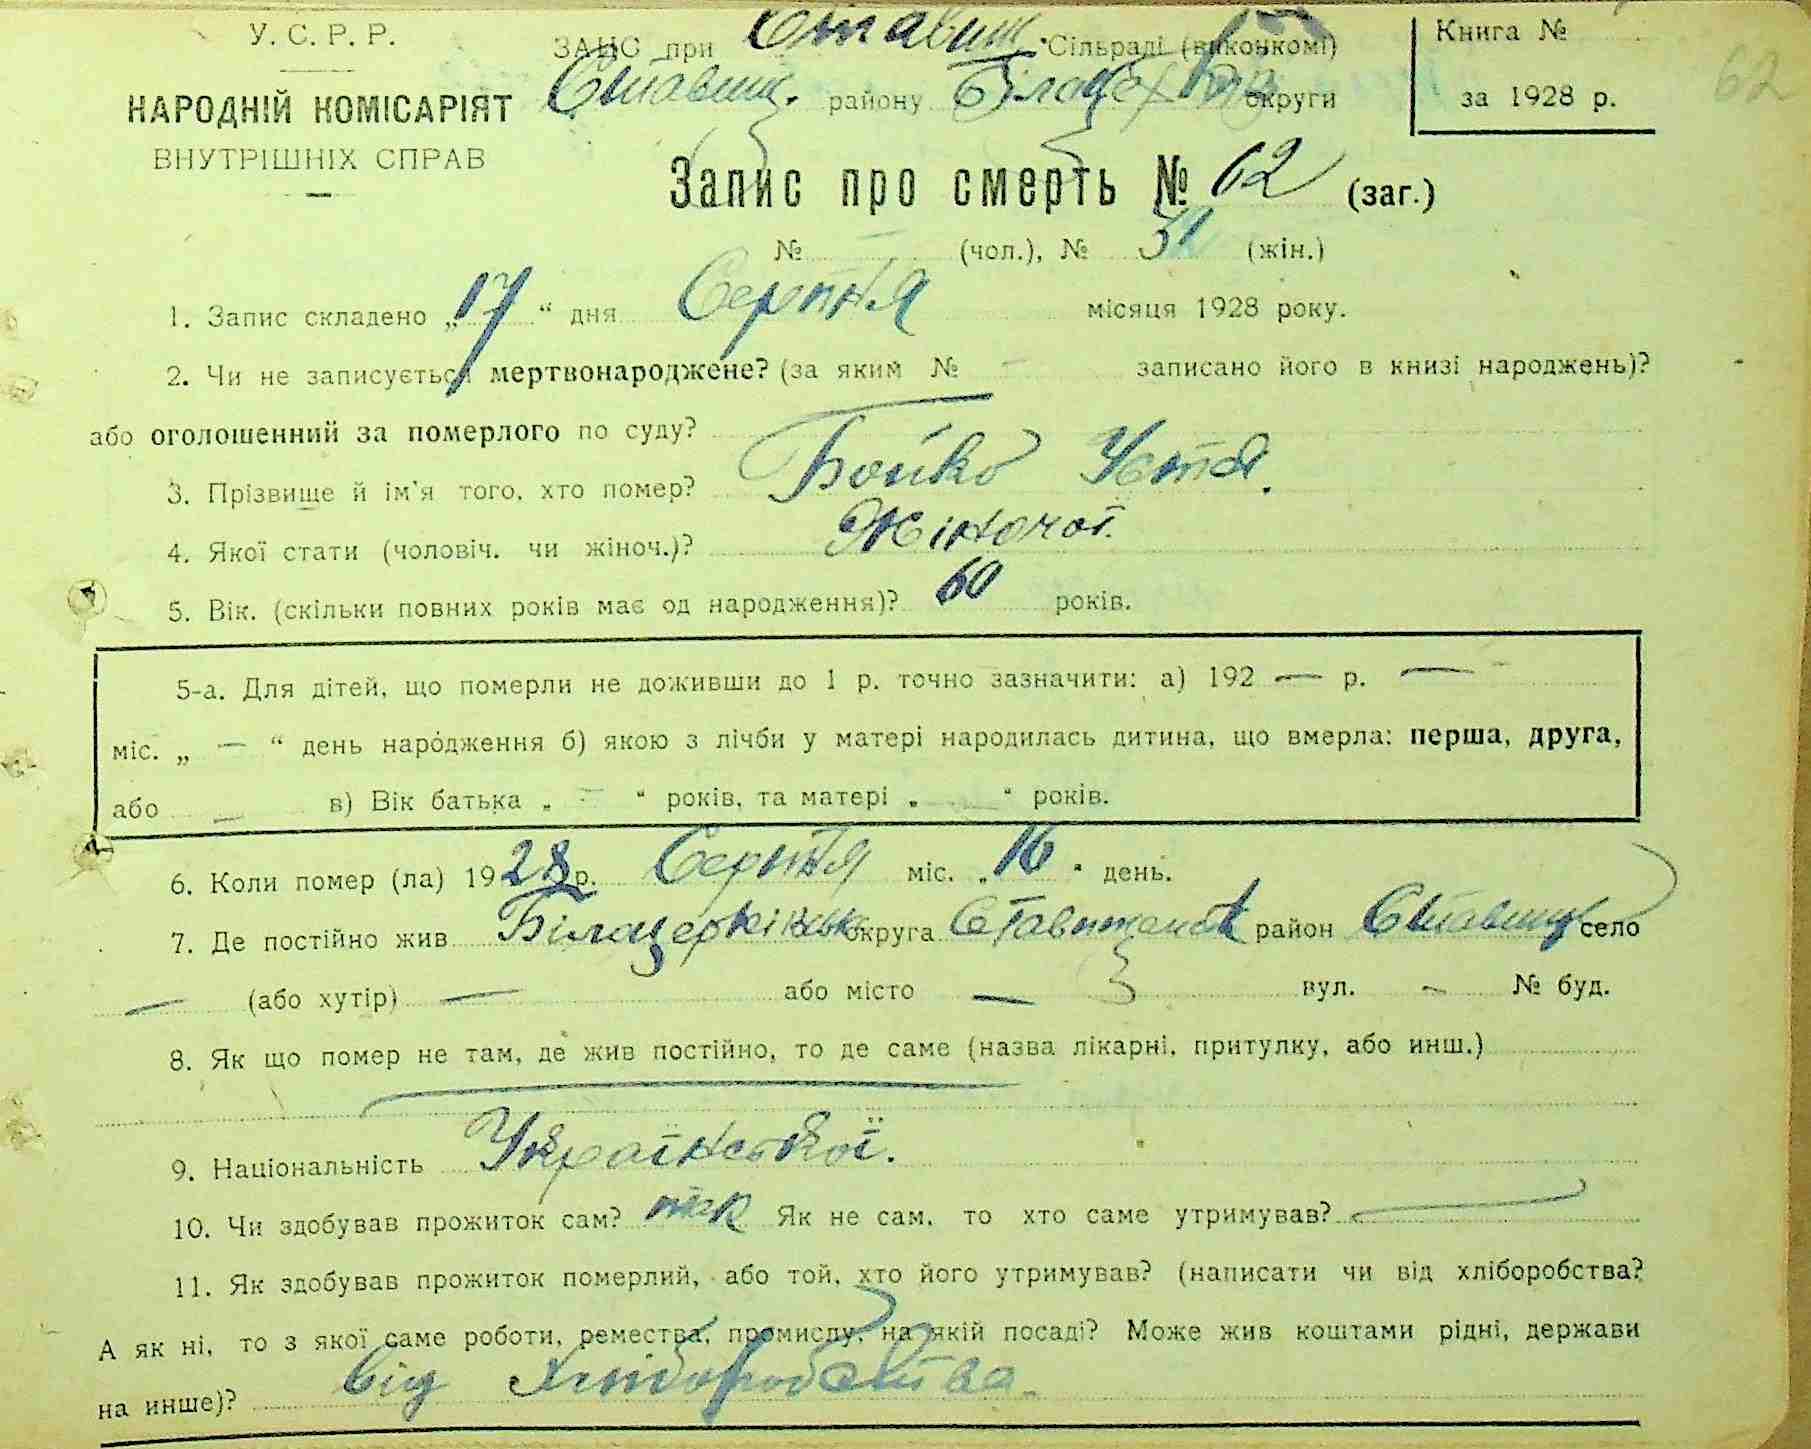 У. С. Р. Р.
НАРОДНІЙ КОМІСАРІЯТ
ВНУТРІШНІХ СПРАВ
ЗАЦС при Ставищ. Сільраді (виконкомі)
Ставищ. району Білоцерк округи
Книга №
за 1928 р.
62
Запис про смерть № 62 (заг.)
№ — (чол.), № 31 (жін.)
1. Запис складено „17“ дня Серпня місяця 1928 року.
2. Чи не записується мертвонароджене? (за яким № — записано його в книзі народжень)?
або оголошенний за померлого по суду?
3. Прізвище й ім'я того, хто помер? Бойко Устя.
4. Якої стати (чоловіч. чи жіноч.)? Жіночої.
5. Вік. (скільки повних років має од народження)? 60 років.
5-а. Для дітей, що померли не доживши до 1 р. точно зазначити: а) 192 — р. —
міс. „ — “ день народження б) якою з лічби у матері народилась дитина, що вмерла: перша, друга,
або — в) Вік батька „ — “ років, та матері „ — “ років.
6. Коли помер (ла) 1928 р. Серпня міс. „16“ день.
7. Де постійно жив Білоцерківськ округа Ставищанськ район Ставищ село
— (або хутір) — або місто — вул. — № буд.
8. Як що помер не там, де жив постійно, то де саме (назва лікарні, притулку, або инш.)
—
9. Національність Української.
10. Чи здобував прожиток сам? так Як не сам, то хто саме утримував? —
11. Як здобував прожиток померлий, або той, хто його утримував? (написати чи від хліборобства?
А як ні, то з якої саме роботи, ремества, промислу, на якій посаді? Може жив коштами рідні, держави
на инше)? від хліборобства.